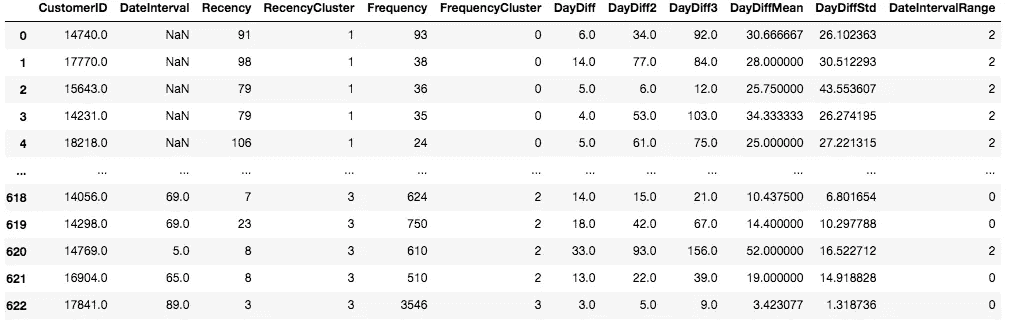 CustomerID DateInterval Recency RecencyCluster Frequency FrequencyCluster DayDiff DayDiff2 DayDiff3 DayDiffMean DayDiffStd DateIntervalRange
0 14740.0 NaN 91 1 93 0 6.0 34.0 92.0 30.666667 26.102363 2
1 17770.0 NaN 98 1 38 0 14.0 77.0 84.0 28.000000 30.512293 2
2 15643.0 NaN 79 1 36 0 5.0 6.0 12.0 25.750000 43.553607 2
3 14231.0 NaN 79 1 35 0 4.0 53.0 103.0 34.333333 26.274195 2
4 18218.0 NaN 106 1 24 0 5.0 61.0 75.0 25.000000 27.221315 2
... ... ... ... ... ... ... ... ... ... ... ... ...
618 14056.0 69.0 7 3 624 2 14.0 15.0 21.0 10.437500 6.801654 0
619 14298.0 69.0 23 3 750 2 18.0 42.0 67.0 14.400000 10.297788 0
620 14769.0 5.0 8 3 610 2 33.0 93.0 156.0 52.000000 16.522712 2
621 16904.0 65.0 8 3 510 2 13.0 22.0 39.0 19.000000 14.918828 0
622 17841.0 89.0 3 3 3546 3 3.0 5.0 9.0 3.423077 1.318736 0